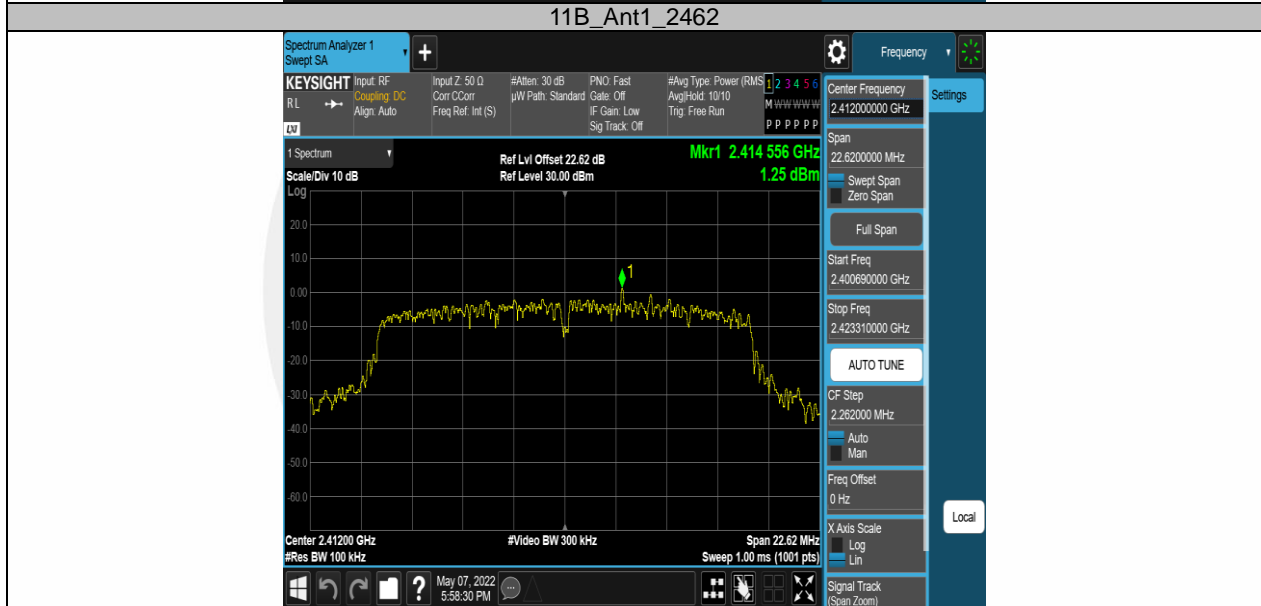 11B_Ant1_2462
Spectrum Analyzer 1
Swept SA
Frequency
KEYSIGHT
Input: RF
Coupling: DC
Align: Auto
RL
LXI
Input Z: 50 Ω
Corr CCorr
Freq Ref: Int (S)
#Atten: 30 dB
µW Path: Standard
PNO: Fast
Gate: Off
IF Gain: Low
Sig Track: Off
#Avg Type: Power (RMS
Avg|Hold: 10/10
Trig: Free Run
1 2 3 4 5 6
M W W W W W
P P P P P P
Center Frequency
2.412000000 GHz
Settings
Span
22.6200000 MHz
Swept Span
Zero Span
Full Span
Start Freq
2.400690000 GHz
Stop Freq
2.423310000 GHz
AUTO TUNE
CF Step
2.262000 MHz
Auto
Man
Freq Offset
0 Hz
X Axis Scale
Log
Lin
Signal Track
(Span Zoom)
Local
1 Spectrum
Scale/Div 10 dB
Ref Lvl Offset 22.62 dB
Ref Level 30.00 dBm
Mkr1 2.414 556 GHz
1.25 dBm
Log
20.0
10.0
0.00
-10.0
-20.0
-30.0
-40.0
-50.0
-60.0
1
Center 2.41200 GHz
#Res BW 100 kHz
#Video BW 300 kHz
Span 22.62 MHz
Sweep 1.00 ms (1001 pts)
?
May 07, 2022
5:58:30 PM